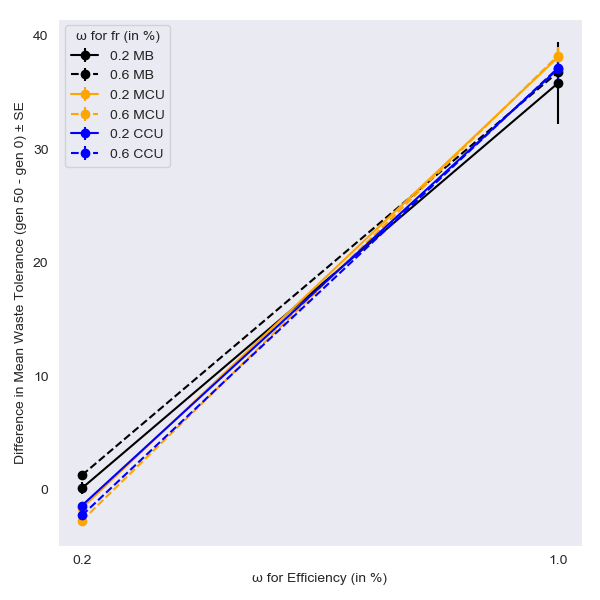 ω for fr (in %)
0.2 MB
0.6 MB
0.2 MCU
0.6 MCU
0.2 CCU
0.6 CCU
40
30
20
10
0
Difference in Mean Waste Tolerance (gen 50 - gen 0) ± SE
0.2
1.0
ω for Efficiency (in %)